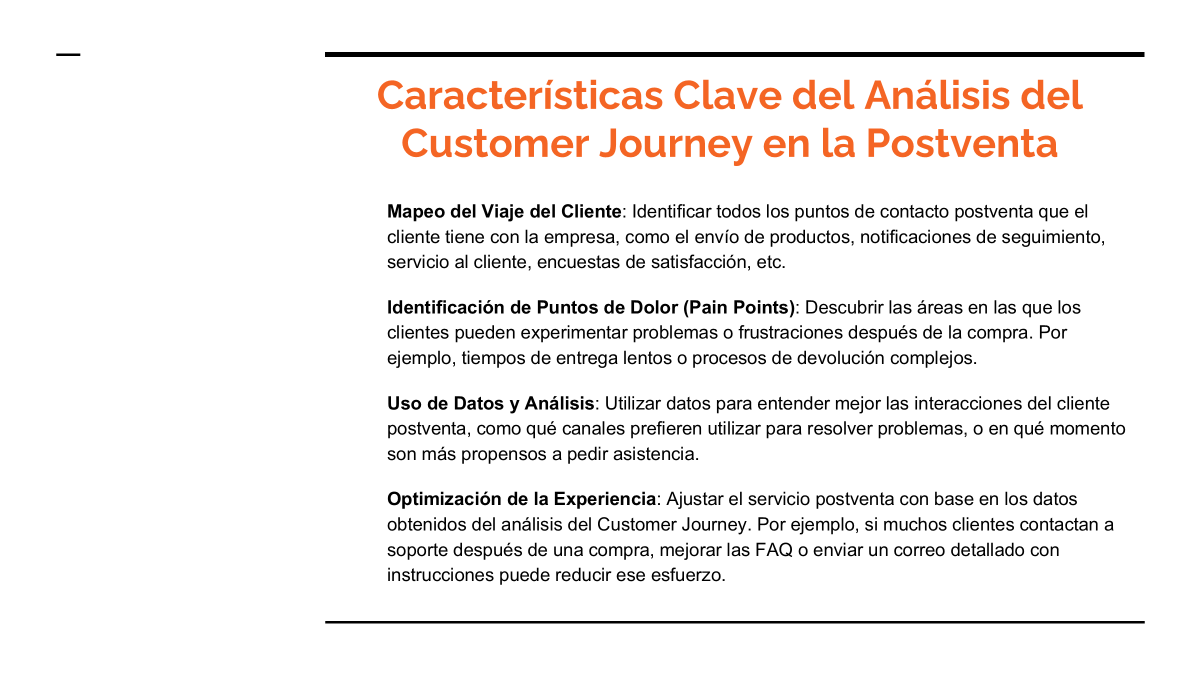 Características Clave del Análisis del
Customer Journey en la Postventa
Mapeo del Viaje del Cliente: Identificar todos los puntos de contacto postventa que el
cliente tiene con la empresa, como el envío de productos, notificaciones de seguimiento,
servicio al cliente, encuestas de satisfacción, etc.
Identificación de Puntos de Dolor (Pain Points): Descubrir las áreas en las que los
clientes pueden experimentar problemas o frustraciones después de la compra. Por
ejemplo, tiempos de entrega lentos o procesos de devolución complejos.
Uso de Datos y Análisis: Utilizar datos para entender mejor las interacciones del cliente
postventa, como qué canales prefieren utilizar para resolver problemas, o en qué momento
son más propensos a pedir asistencia.
Optimización de la Experiencia: Ajustar el servicio postventa con base en los datos
obtenidos del análisis del Customer Journey. Por ejemplo, si muchos clientes contactan a
soporte después de una compra, mejorar las FAQ o enviar un correo detallado con
instrucciones puede reducir ese esfuerzo.